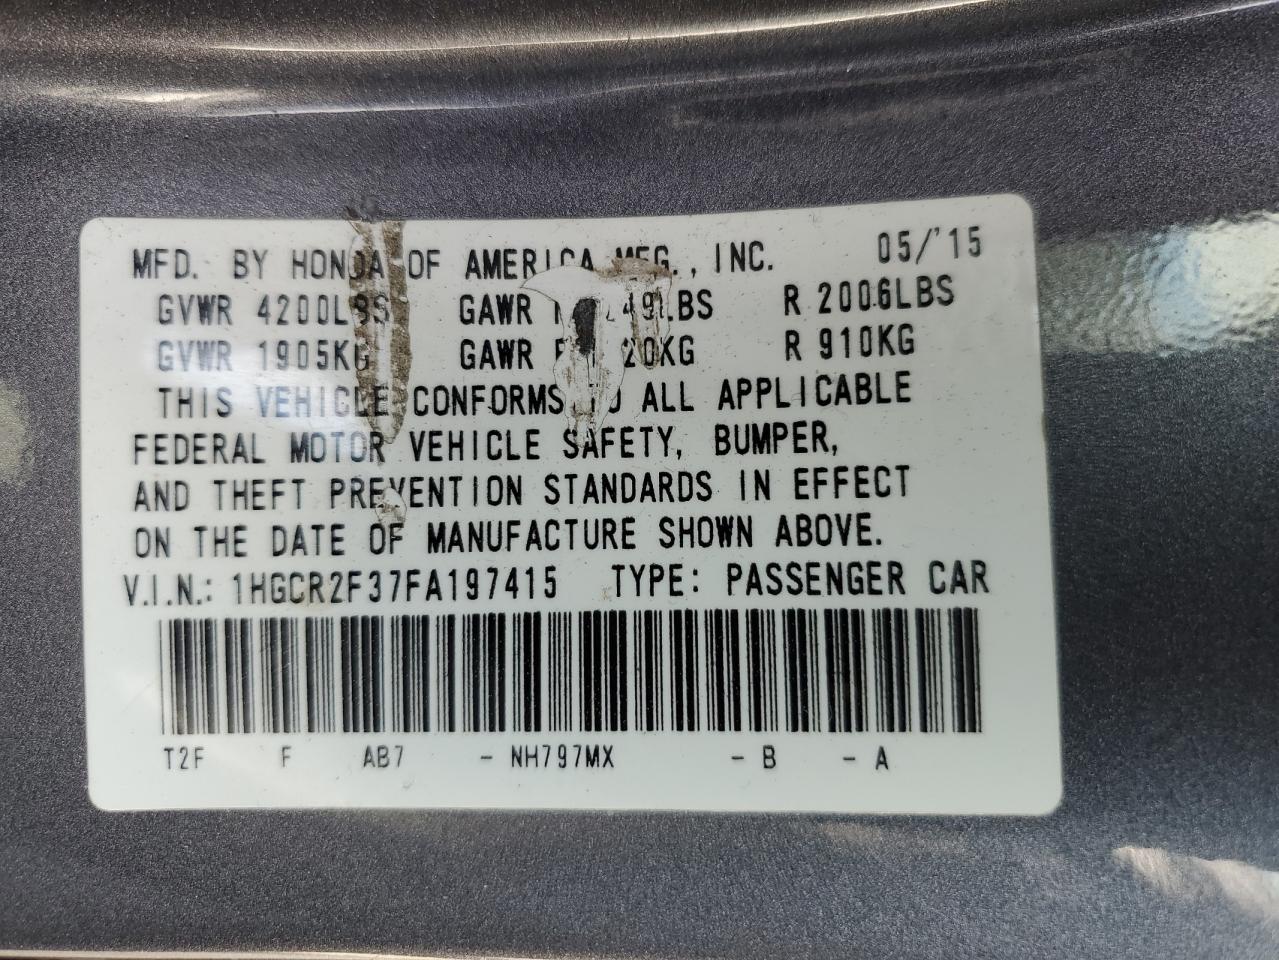 MFD. BY HONDA OF AMERICA MFG., INC. 05/'15
GVWR 4200LBS GAWR LBS R 2006LBS
GVWR 1905KG GAWR R 910KG
THIS VEHICLE CONFORMS TO ALL APPLICABLE
FEDERAL MOTOR VEHICLE SAFETY, BUMPER,
AND THEFT PREVENTION STANDARDS IN EFFECT
ON THE DATE OF MANUFACTURE SHOWN ABOVE.
V.I.N.: 1HGCR2F37FA197415 TYPE: PASSENGER CAR
T2F F AB7 - NH797MX - B - A